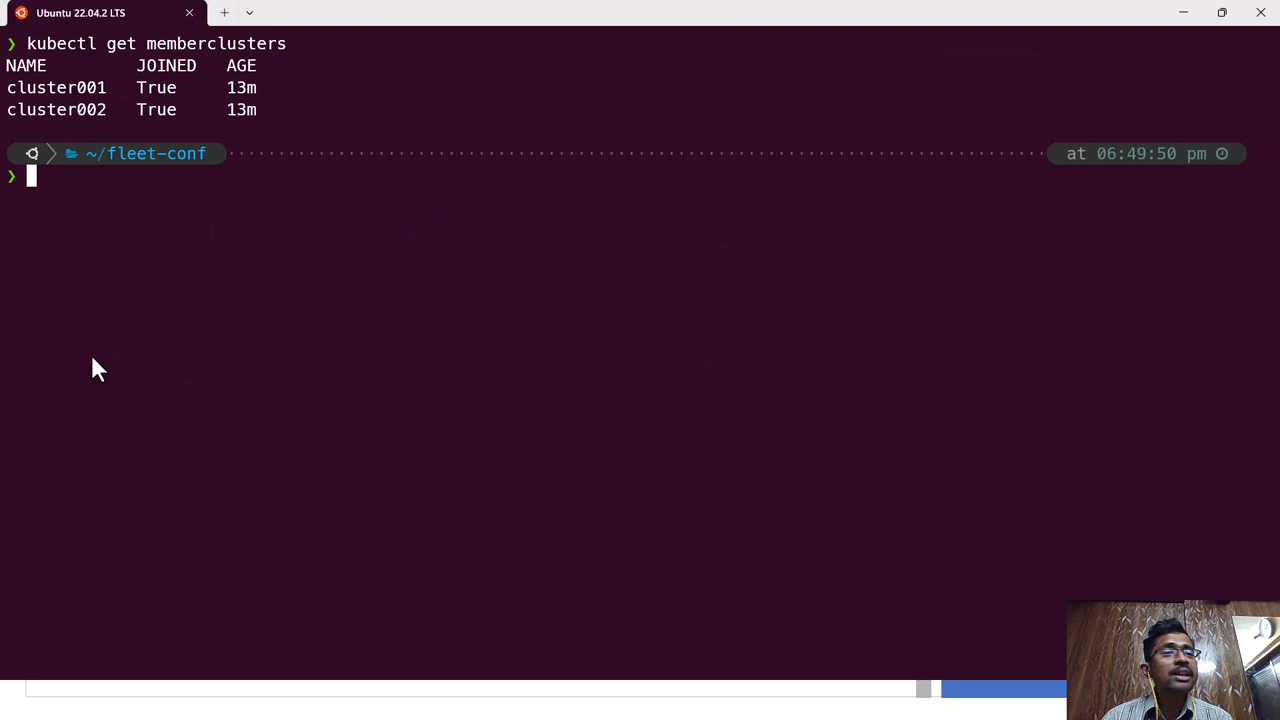 Ubuntu 22.04.2 LTS
❯ kubectl get memberclusters
NAME JOINED AGE
cluster001 True 13m
cluster002 True 13m
~/fleet-conf at 06:49:50 pm
❯